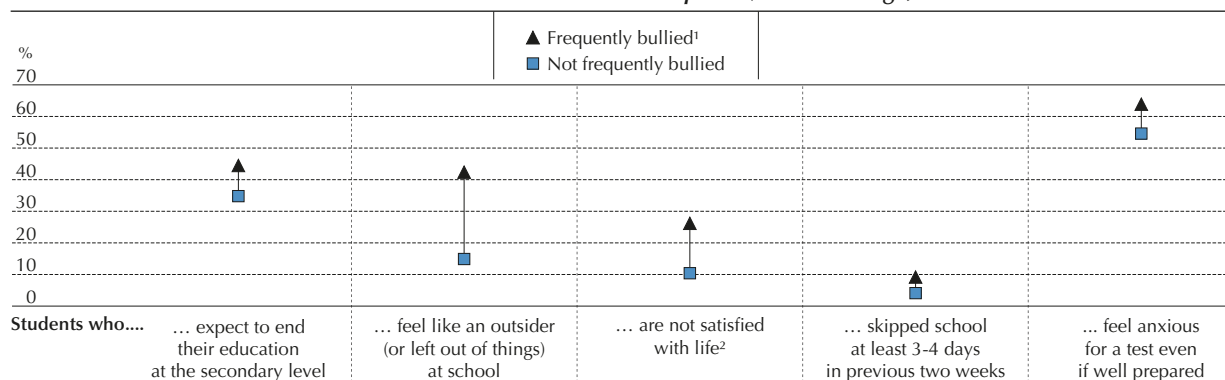 ▲ Frequently bullied¹
■ Not frequently bullied
%
70
60
50
40
30
20
10
0
Students who....
… expect to end
their education
at the secondary level
… feel like an outsider
(or left out of things)
at school
… are not satisfied
with life²
… skipped school
at least 3-4 days
in previous two weeks
... feel anxious
for a test even
if well prepared